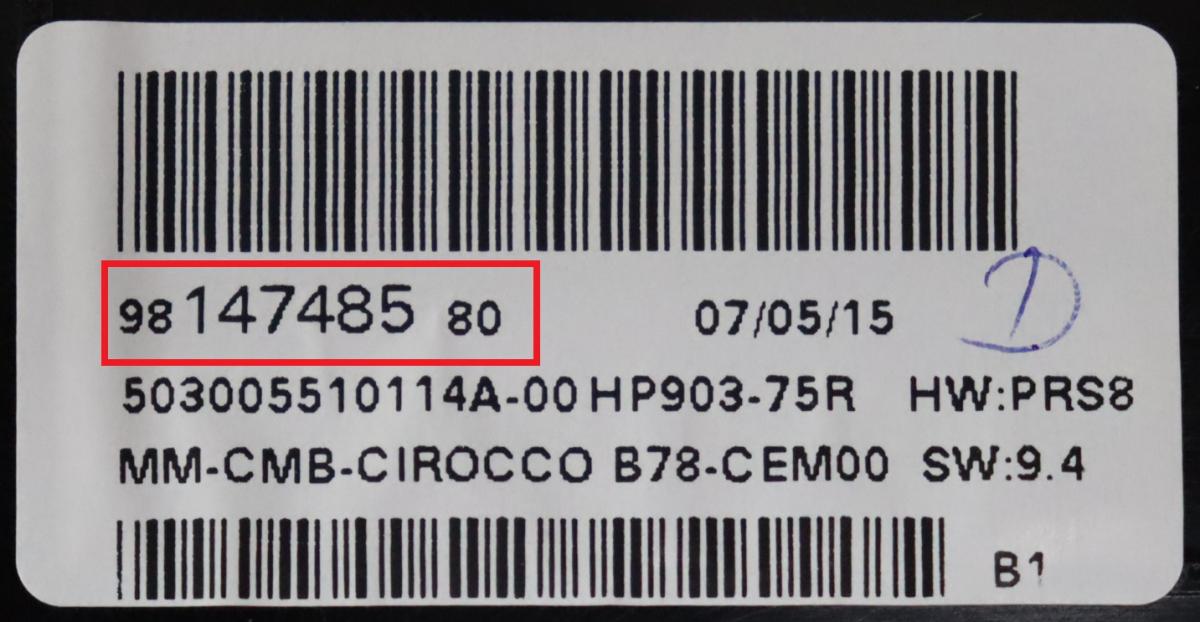 98 147485 80 07/05/15 D
503005510114A-00 HP903-75R HW:PRS8
MM-CMB-CIROCCO B78-CEM00 SW:9.4
B1